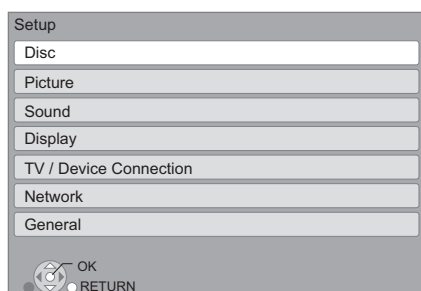 Setup
Disc
Picture
Sound
Display
TV / Device Connection
Network
General
OK
RETURN